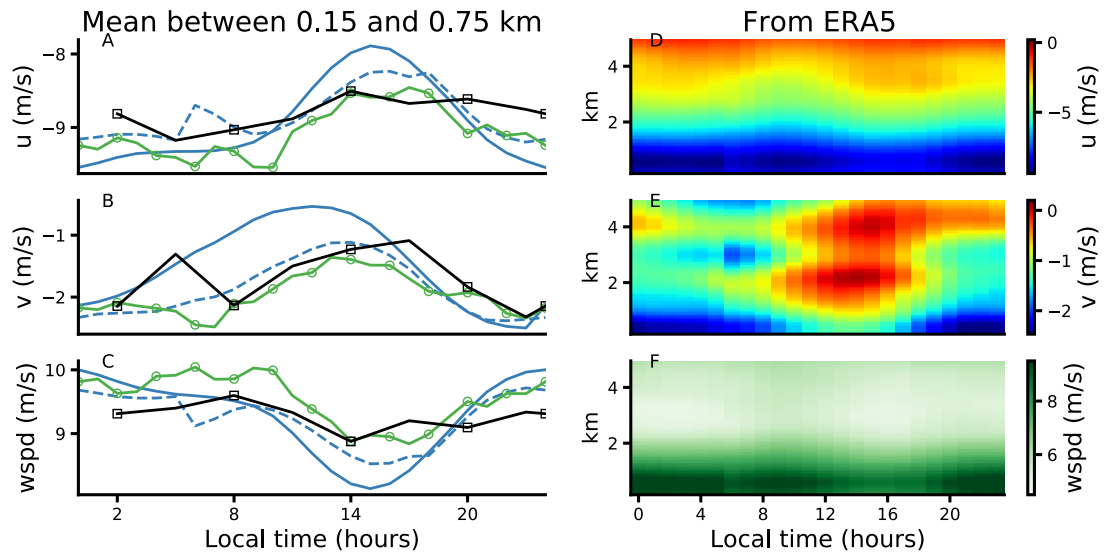 Mean between 0.15 and 0.75 km
From ERA5
A
−8
−9
u (m/s)
D
4
2
km
0
−5
u (m/s)
B
−1
−2
v (m/s)
E
4
2
km
0
−1
−2
v (m/s)
C
10
9
wspd (m/s)
2
8
14
20
Local time (hours)
F
4
2
km
0
4
8
12
16
20
Local time (hours)
8
6
wspd (m/s)